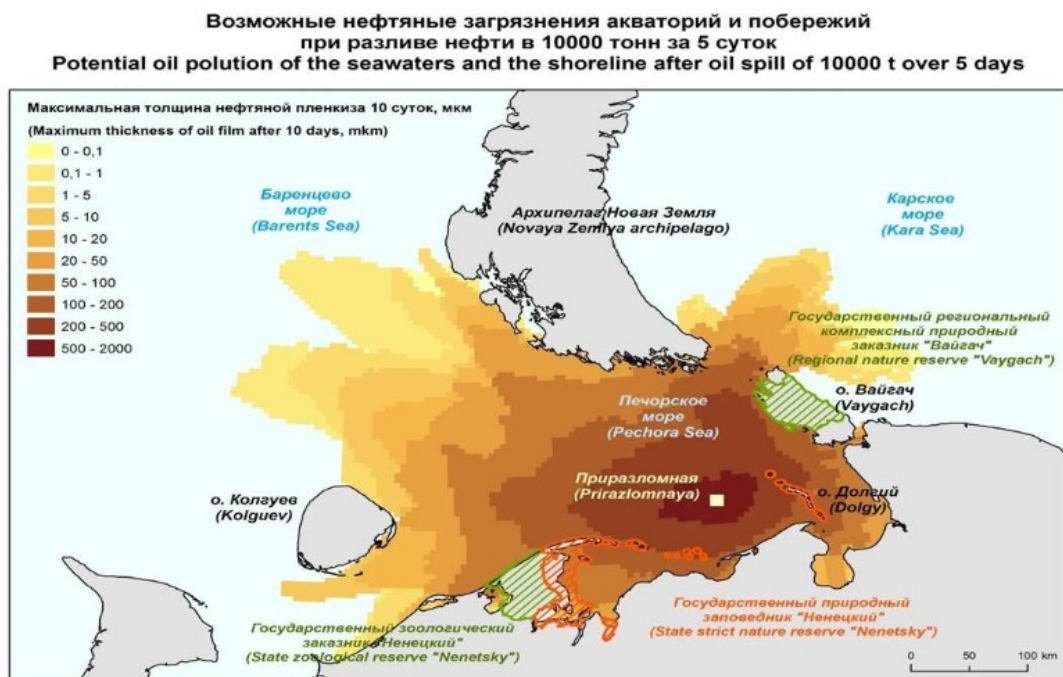 Возможные нефтяные загрязнения акваторий и побережий
при разливе нефти в 10000 тонн за 5 суток
Potential oil polution of the seawaters and the shoreline after oil spill of 10000 t over 5 days
Максимальная толщина нефтяной пленкиза 10 суток, мкм
(Maximum thickness of oil film after 10 days, mkm)
0 - 0,1
0,1 - 1
1 - 5
5 - 10
10 - 20
20 - 50
50 - 100
100 - 200
200 - 500
500 - 2000
Баренцево
море
(Barents Sea)
Архипелаг Новая Земля
(Novaya Zemlya archipelago)
Карское
море
(Kara Sea)
Государственный региональный
комплексный природный
заказник "Вайгач"
(Regional nature reserve "Vaygach")
о. Вайгач
(Vaygach)
Печорское
море
(Pechora Sea)
Приразломная
(Prirazlomnaya)
о. Долгий
(Dolgy)
о. Колгуев
(Kolguev)
Государственный зоологический
заказник "Ненецкий"
(State zoological reserve "Nenetsky")
Государственный природный
заповедник "Ненецкий"
(State strict nature reserve "Nenetsky")
0 50 100 km